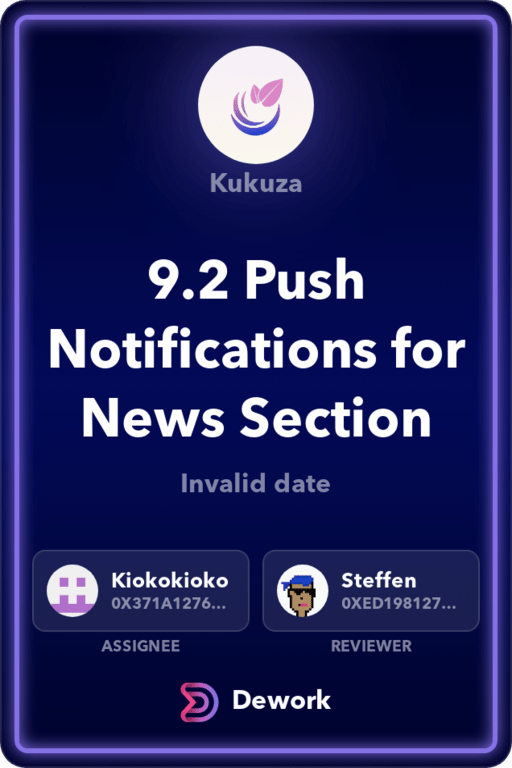 Kukuza
9.2 Push
Notifications for
News Section
Invalid date
Kiokokioko
0X371A1276...
Steffen
0XED198127...
ASSIGNEE
REVIEWER
Dework